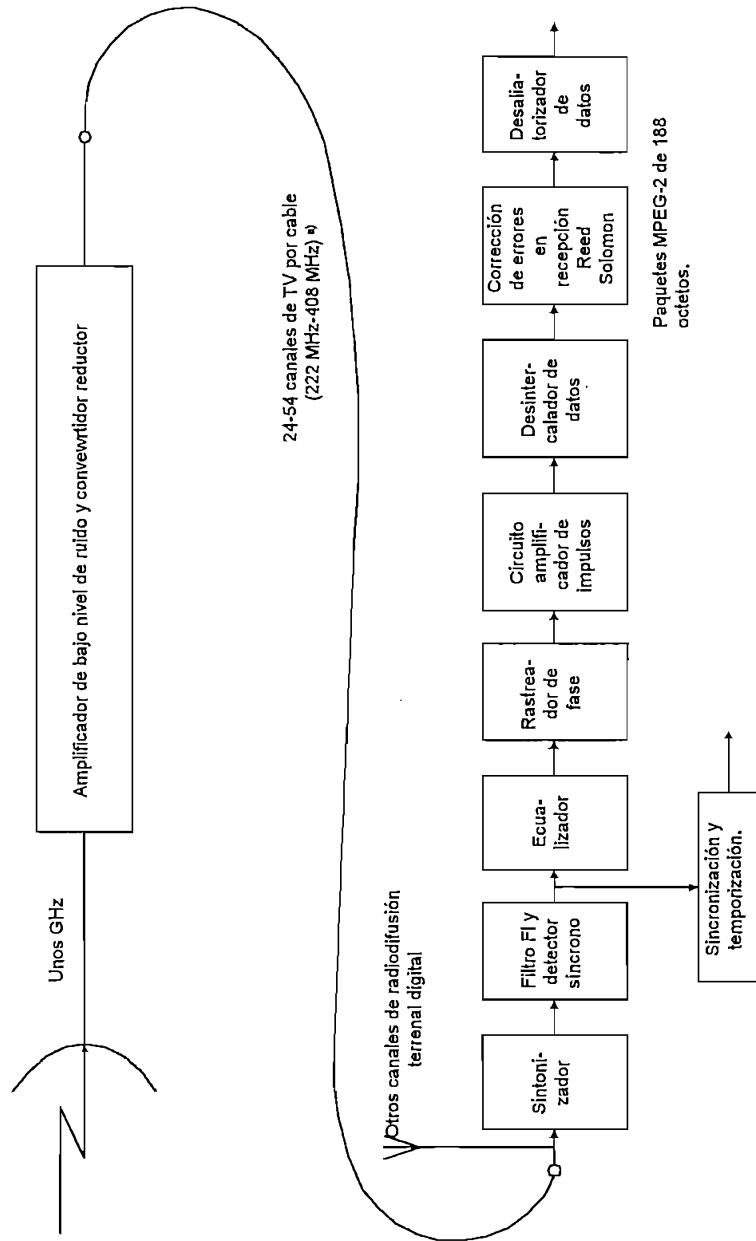 Unos GHz
Amplificador de bajo nivel de ruido y convewrtidor reductor
24-54 canales de TV por cable
(222 MHz-408 MHz) a)
Otros canales de radiodifusión
terrenal digital
Sintoni-
zador
Filtro FI y
detector
síncrono
Ecua-
lizador
Rastrea-
dor de
fase
Circuito
amplifi-
cador de
impulsos
Desinter-
calador de
datos
Corrección
de errores
en
recepción
Reed
Solomon
Desalia-
torizador
de
datos
Sincronización y
temporización.
Paquetes MPEG-2 de 188
octetos.